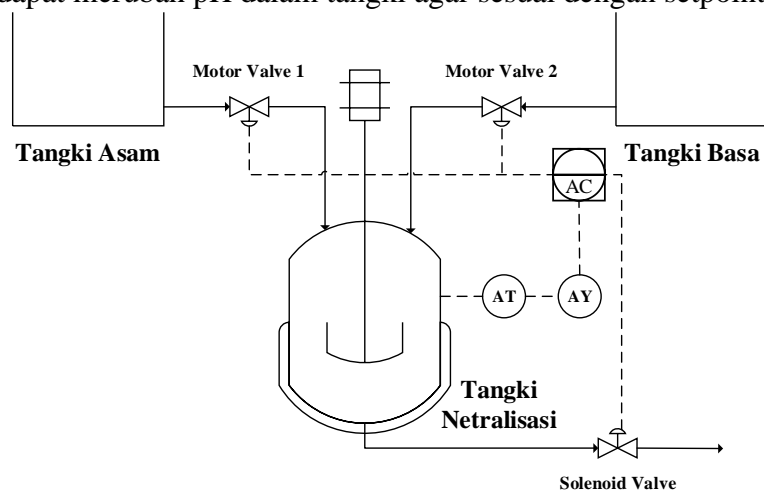 dapat merubah pH dalam tangki agar sesuai dengan setpoint
Motor Valve 1
Motor Valve 2
Tangki Asam
Tangki Basa
AC
AT
AY
Tangki
Netralisasi
Solenoid Valve